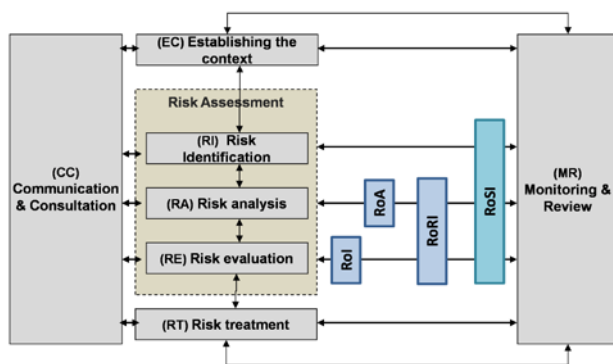 (EC) Establishing the
context
Risk Assessment
(RI) Risk
Identification
(CC)
Communication
& Consultation
(RA) Risk analysis
(RE) Risk evaluation
(RT) Risk treatment
RoI
RoA
RoRI
RoSI
(MR)
Monitoring &
Review